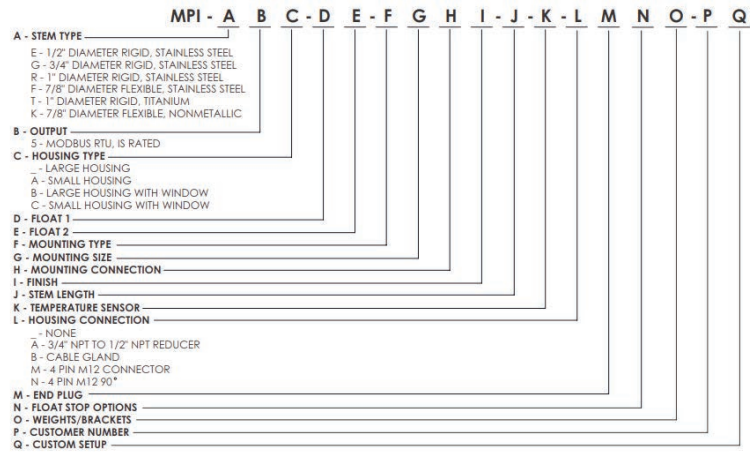 MPI - A B C - D E - F G H I - J - K - L M N O - P Q
A - STEM TYPE
E - 1/2" DIAMETER RIGID, STAINLESS STEEL
G - 3/4" DIAMETER RIGID, STAINLESS STEEL
R - 1" DIAMETER RIGID, STAINLESS STEEL
F - 7/8" DIAMETER FLEXIBLE, STAINLESS STEEL
T - 1" DIAMETER RIGID, TITANIUM
K - 7/8" DIAMETER FLEXIBLE, NONMETALLIC
B - OUTPUT
5 - MODBUS RTU, IS RATED
C - HOUSING TYPE
_ - LARGE HOUSING
A - SMALL HOUSING
B - LARGE HOUSING WITH WINDOW
C - SMALL HOUSING WITH WINDOW
D - FLOAT 1
E - FLOAT 2
F - MOUNTING TYPE
G - MOUNTING SIZE
H - MOUNTING CONNECTION
I - FINISH
J - STEM LENGTH
K - TEMPERATURE SENSOR
L - HOUSING CONNECTION
_ - NONE
A - 3/4" NPT TO 1/2" NPT REDUCER
B - CABLE GLAND
M - 4 PIN M12 CONNECTOR
N - 4 PIN M12 90°
M - END PLUG
N - FLOAT STOP OPTIONS
O - WEIGHTS/BRACKETS
P - CUSTOMER NUMBER
Q - CUSTOM SETUP